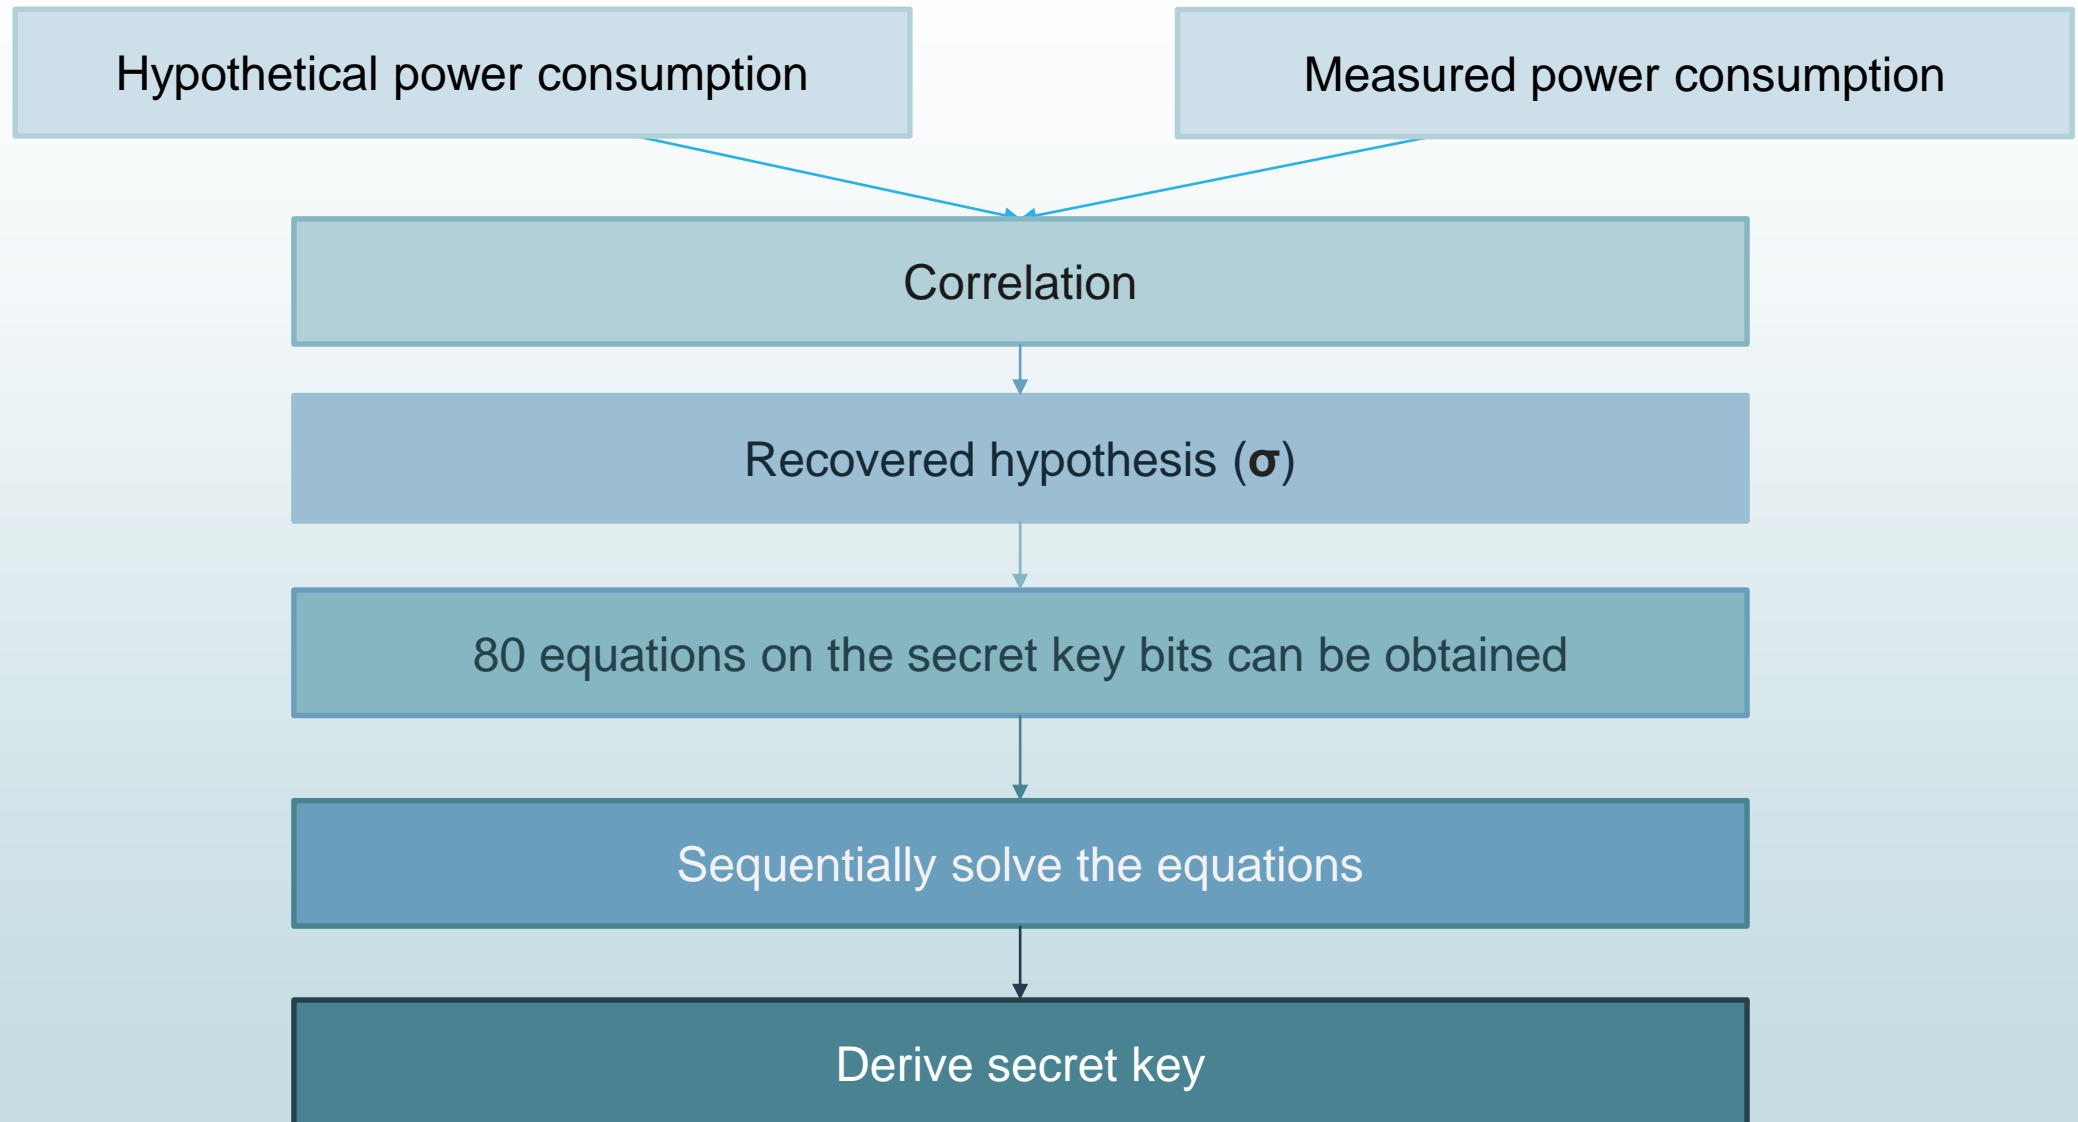 Hypothetical power consumption
Measured power consumption
Correlation
Recovered hypothesis (σ)
80 equations on the secret key bits can be obtained
Sequentially solve the equations
Derive secret key